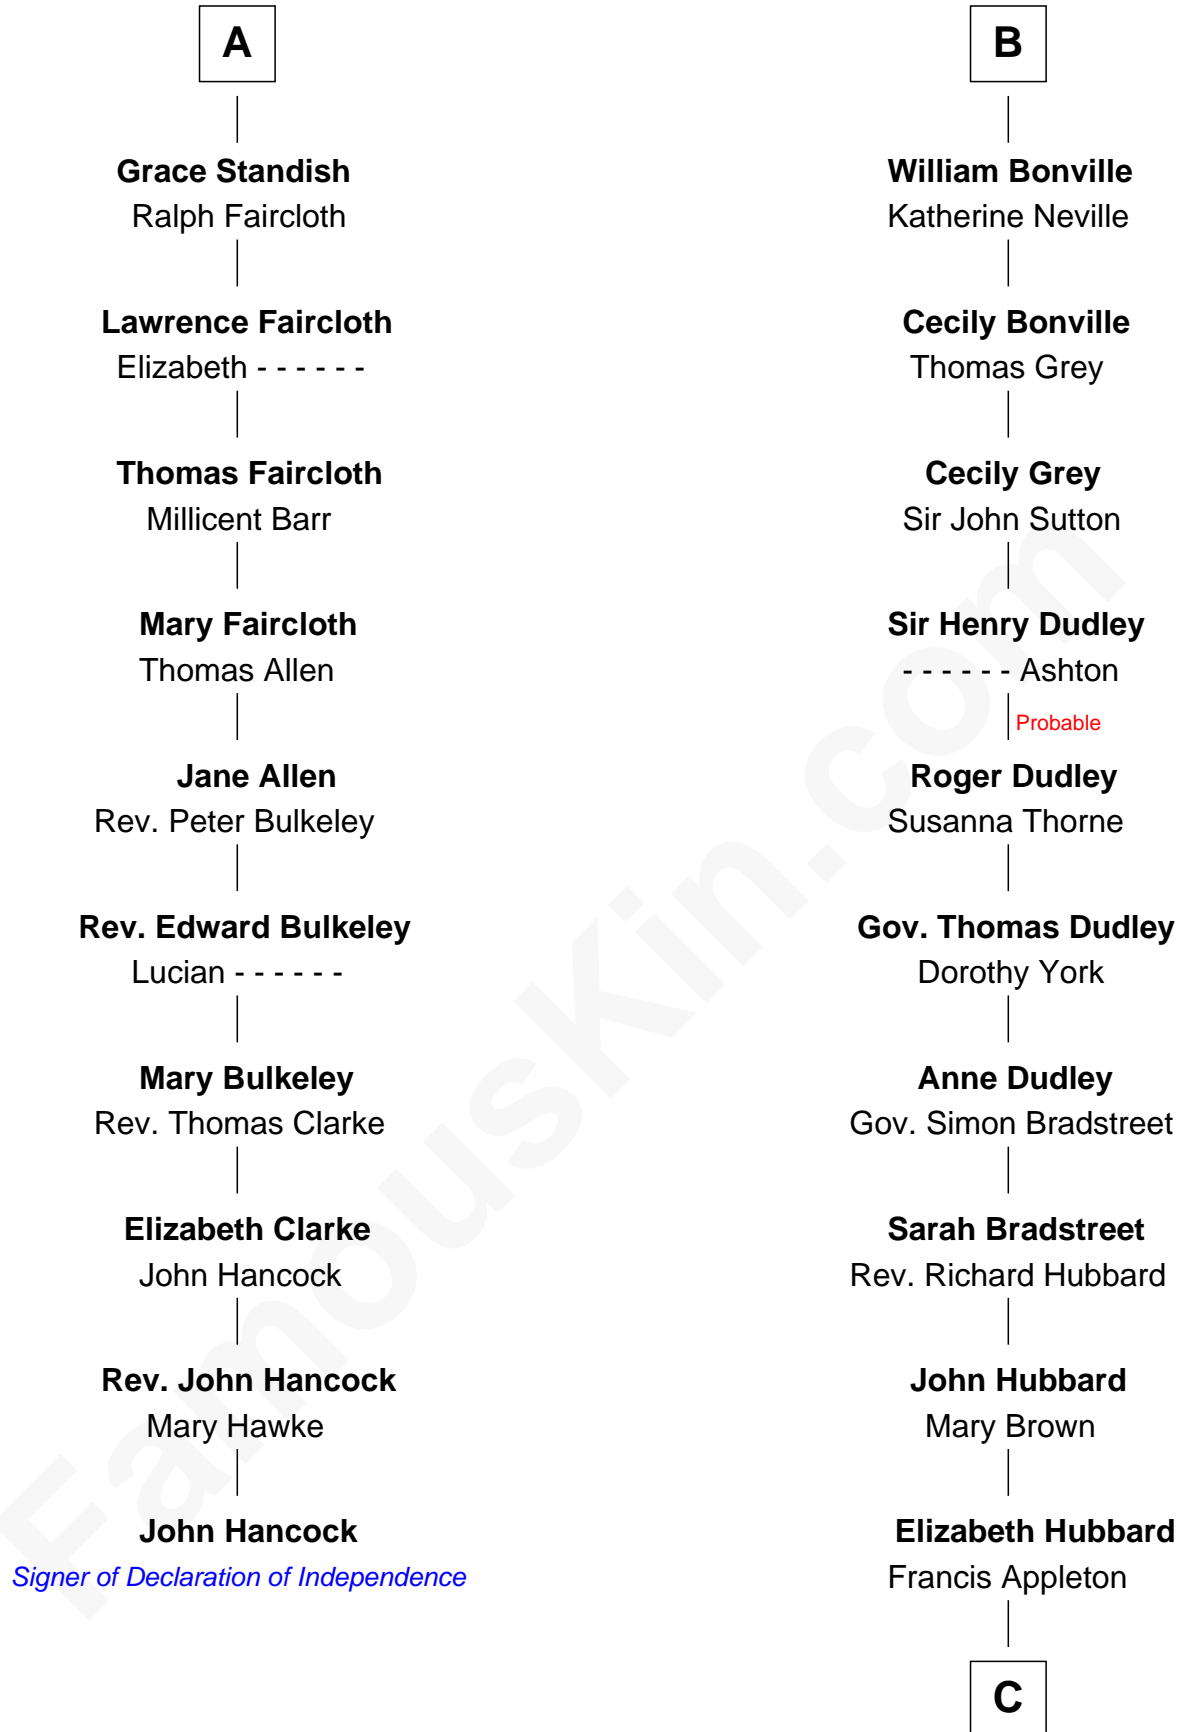 A
Grace Standish
Ralph Faircloth
Lawrence Faircloth
Elizabeth - - - - - -
Thomas Faircloth
Millicent Barr
Mary Faircloth
Thomas Allen
Jane Allen
Rev. Peter Bulkeley
Rev. Edward Bulkeley
Lucian - - - - - -
Mary Bulkeley
Rev. Thomas Clarke
Elizabeth Clarke
John Hancock
Rev. John Hancock
Mary Hawke
John Hancock
Signer of Declaration of Independence
B
William Bonville
Katherine Neville
Cecily Bonville
Thomas Grey
Cecily Grey
Sir John Sutton
Sir Henry Dudley
- - - - - - Ashton
Probable
Roger Dudley
Susanna Thorne
Gov. Thomas Dudley
Dorothy York
Anne Dudley
Gov. Simon Bradstreet
Sarah Bradstreet
Rev. Richard Hubbard
John Hubbard
Mary Brown
Elizabeth Hubbard
Francis Appleton
C
FamousKin.com